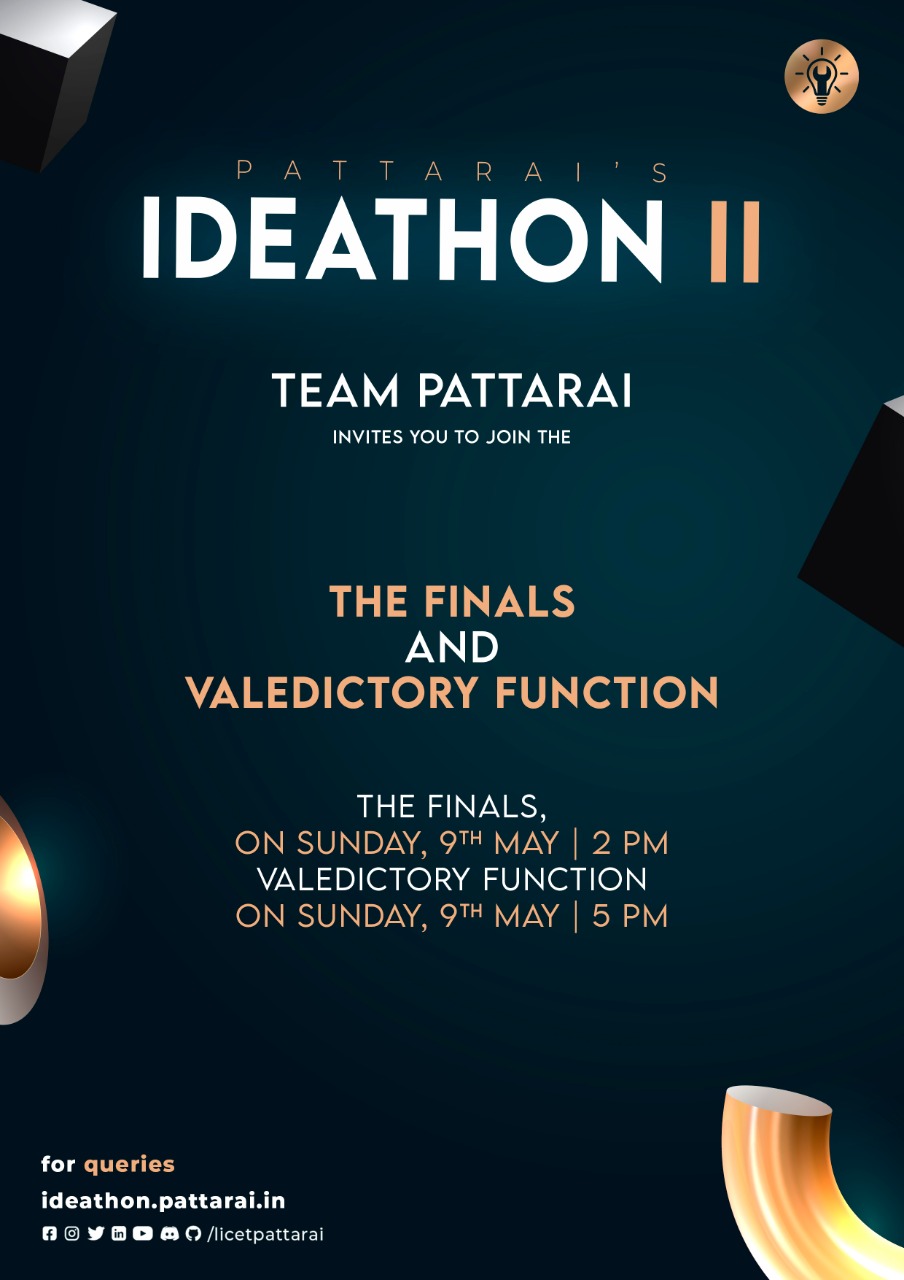 PATTARAI'S
IDEATHON II
TEAM PATTARAI
INVITES YOU TO JOIN THE
THE FINALS
AND
VALEDICTORY FUNCTION
THE FINALS,
ON SUNDAY, 9TH MAY | 2 PM
VALEDICTORY FUNCTION
ON SUNDAY, 9TH MAY | 5 PM
for queries
ideathon.pattarai.in
/licetpattarai